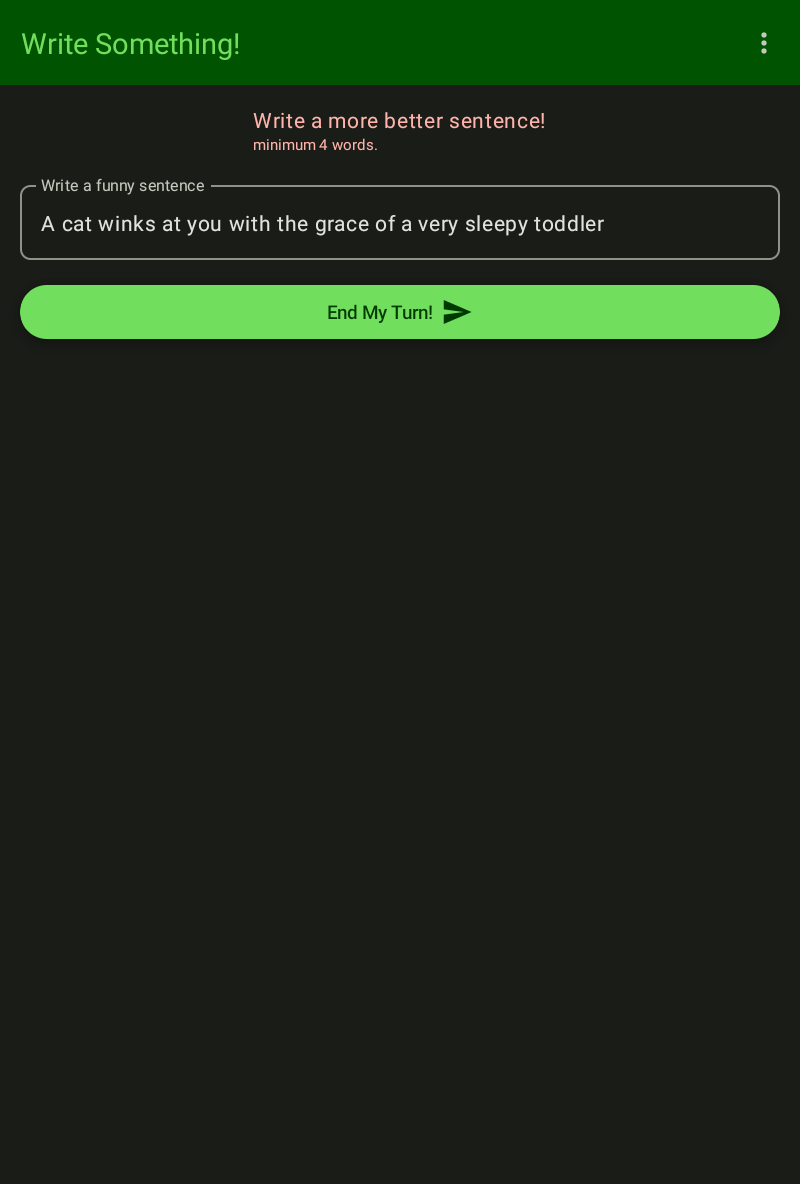 Write Something!
Write a more better sentence!
minimum 4 words.
Write a funny sentence
A cat winks at you with the grace of a very sleepy toddler
End My Turn!